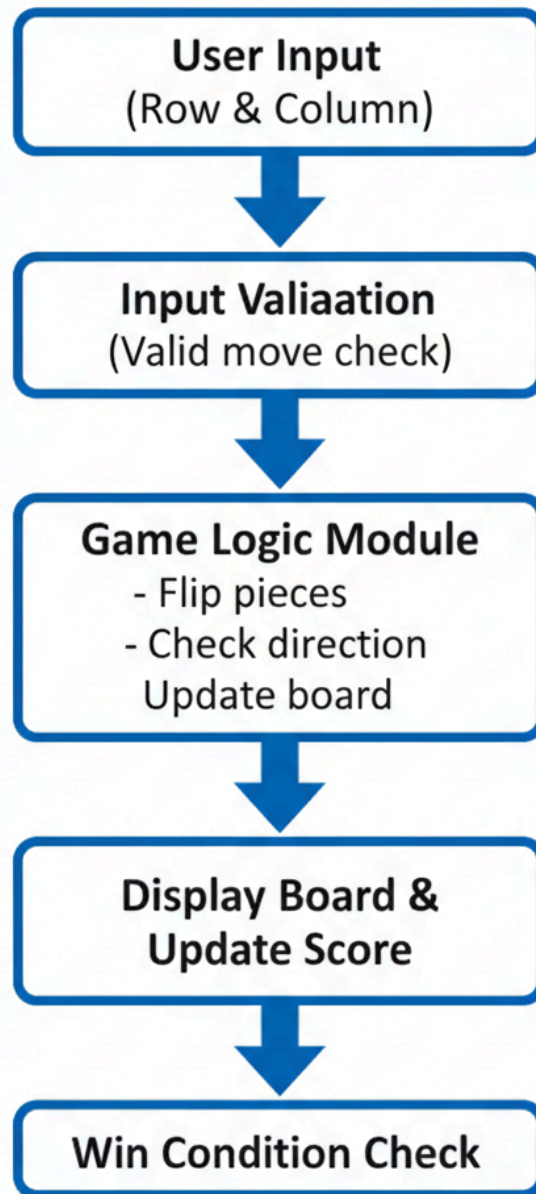 User Input
(Row & Column)
Input Valiaation
(Valid move check)
Game Logic Module
- Flip pieces
- Check direction
Update board
Display Board &
Update Score
Win Condition Check